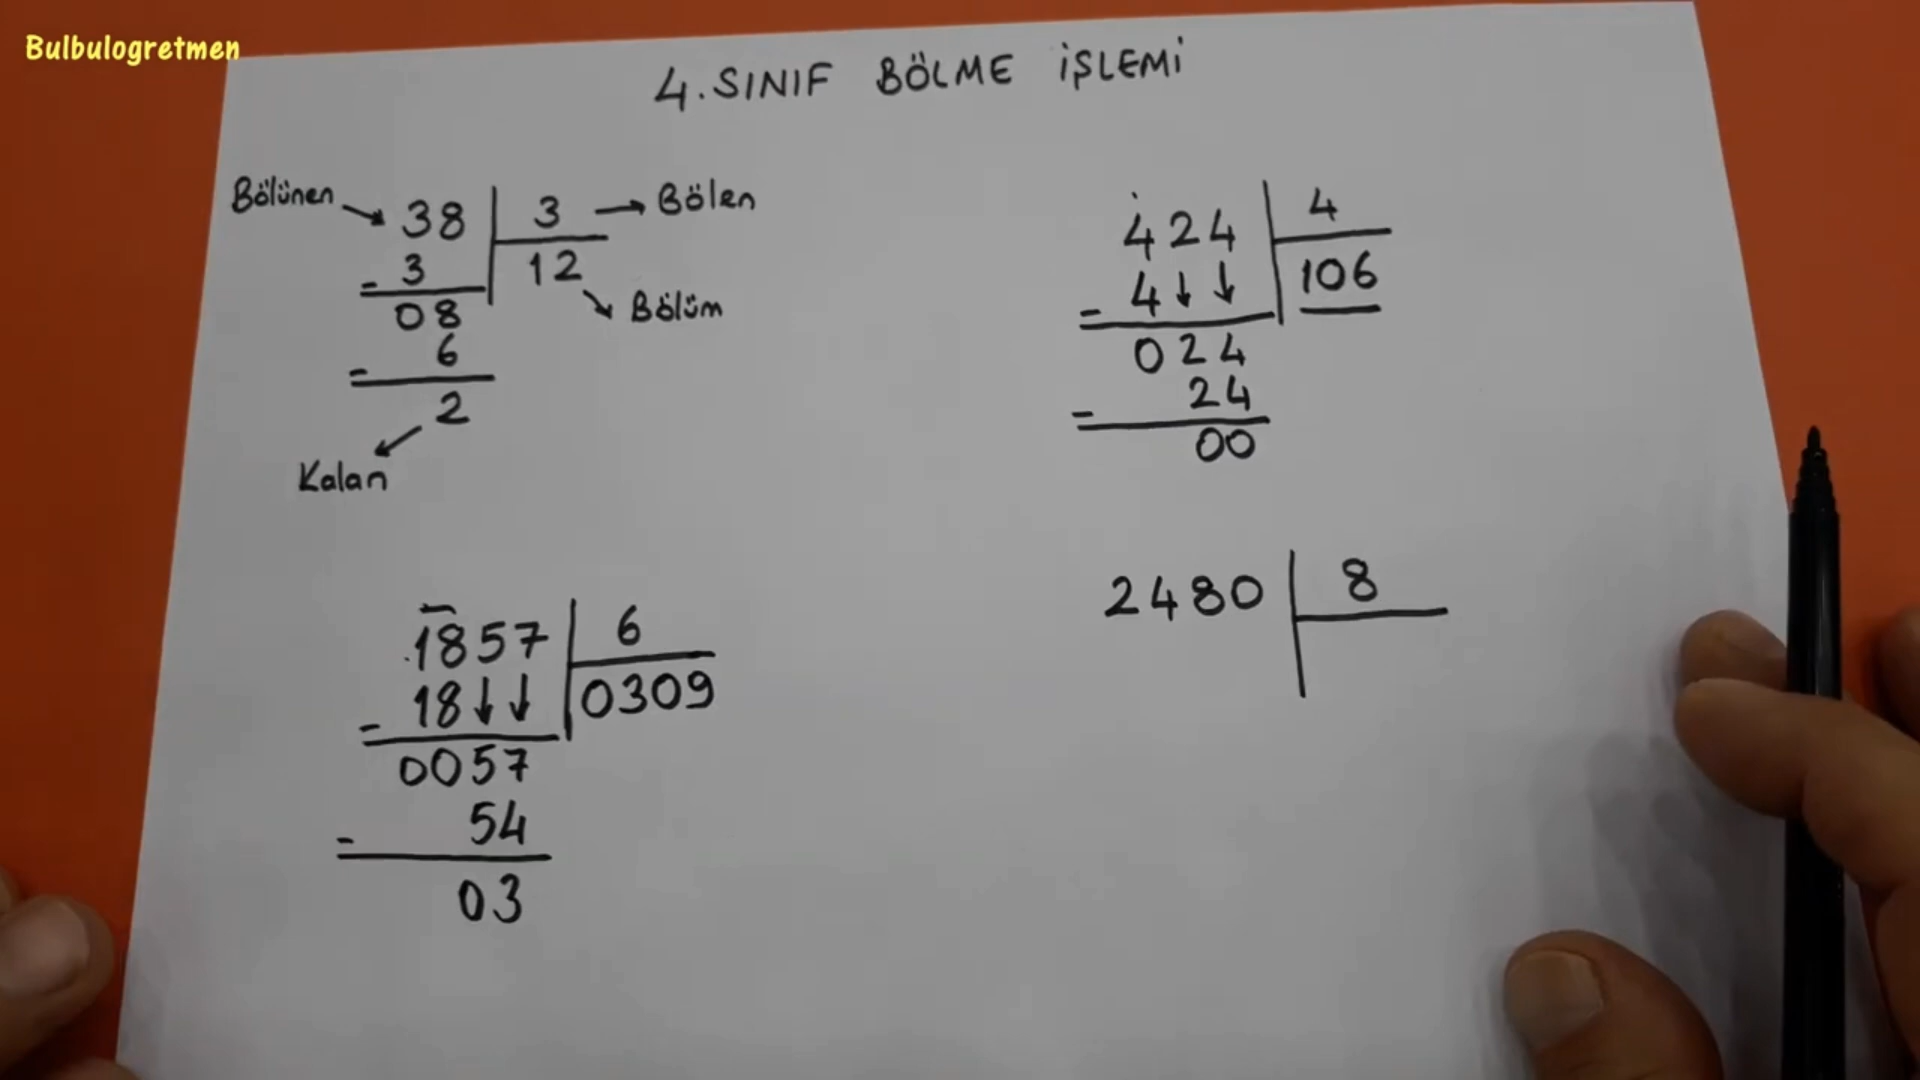 Bulbulogretmen
4.SINIF BÖLME İŞLEMİ
Bölünen → 38 | 3 → Bölen
- 3 12
08 → Bölüm
- 6
2
Kalan
424 | 4
- 4↓↓ 106
024
- 24
00
1857 | 6
- 18↓↓ 0309
0057
- 54
03
2480 | 8